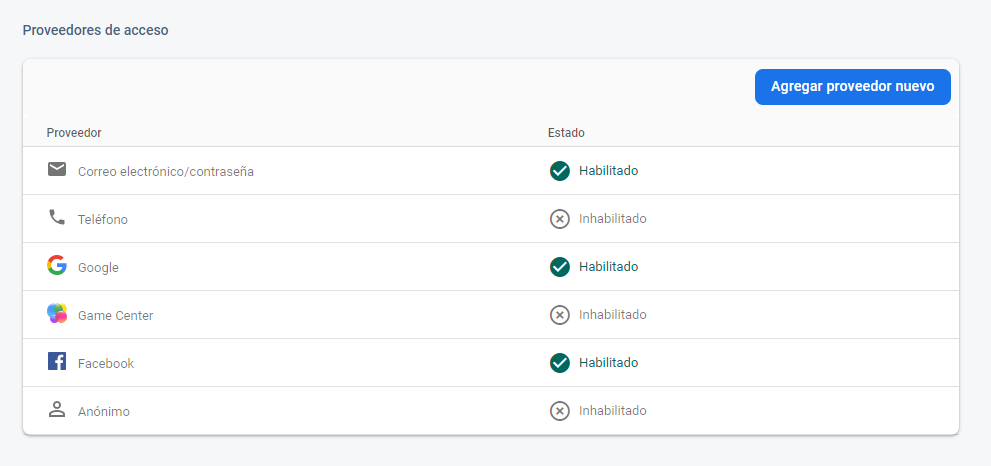 Proveedores de acceso
Agregar proveedor nuevo
Proveedor Estado
Correo electrónico/contraseña Habilitado
Teléfono Inhabilitado
Google Habilitado
Game Center Inhabilitado
Facebook Habilitado
Anónimo Inhabilitado